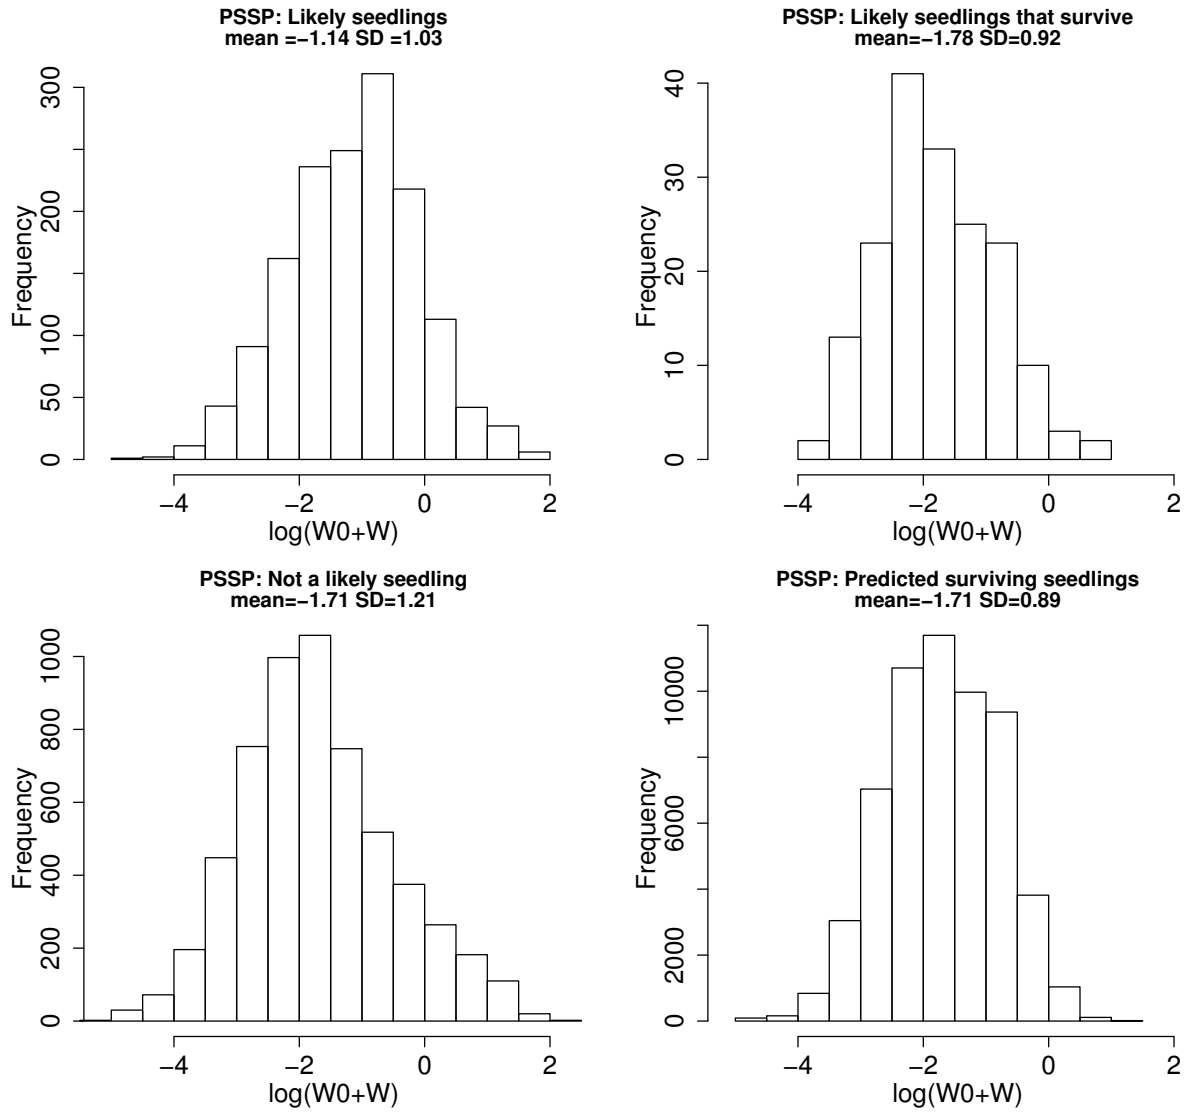 PSSP: Likely seedlings
mean =−1.14 SD =1.03
Frequency
0
50
100
200
300
−4 −2 0 2
log(W0+W)
PSSP: Likely seedlings that survive
mean=−1.78 SD=0.92
Frequency
0
10
20
30
40
−4 −2 0 2
log(W0+W)
PSSP: Not a likely seedling
mean=−1.71 SD=1.21
Frequency
0
200
400
600
800
1000
−4 −2 0 2
log(W0+W)
PSSP: Predicted surviving seedlings
mean=−1.71 SD=0.89
Frequency
0
2000
6000
10000
−4 −2 0 2
log(W0+W)